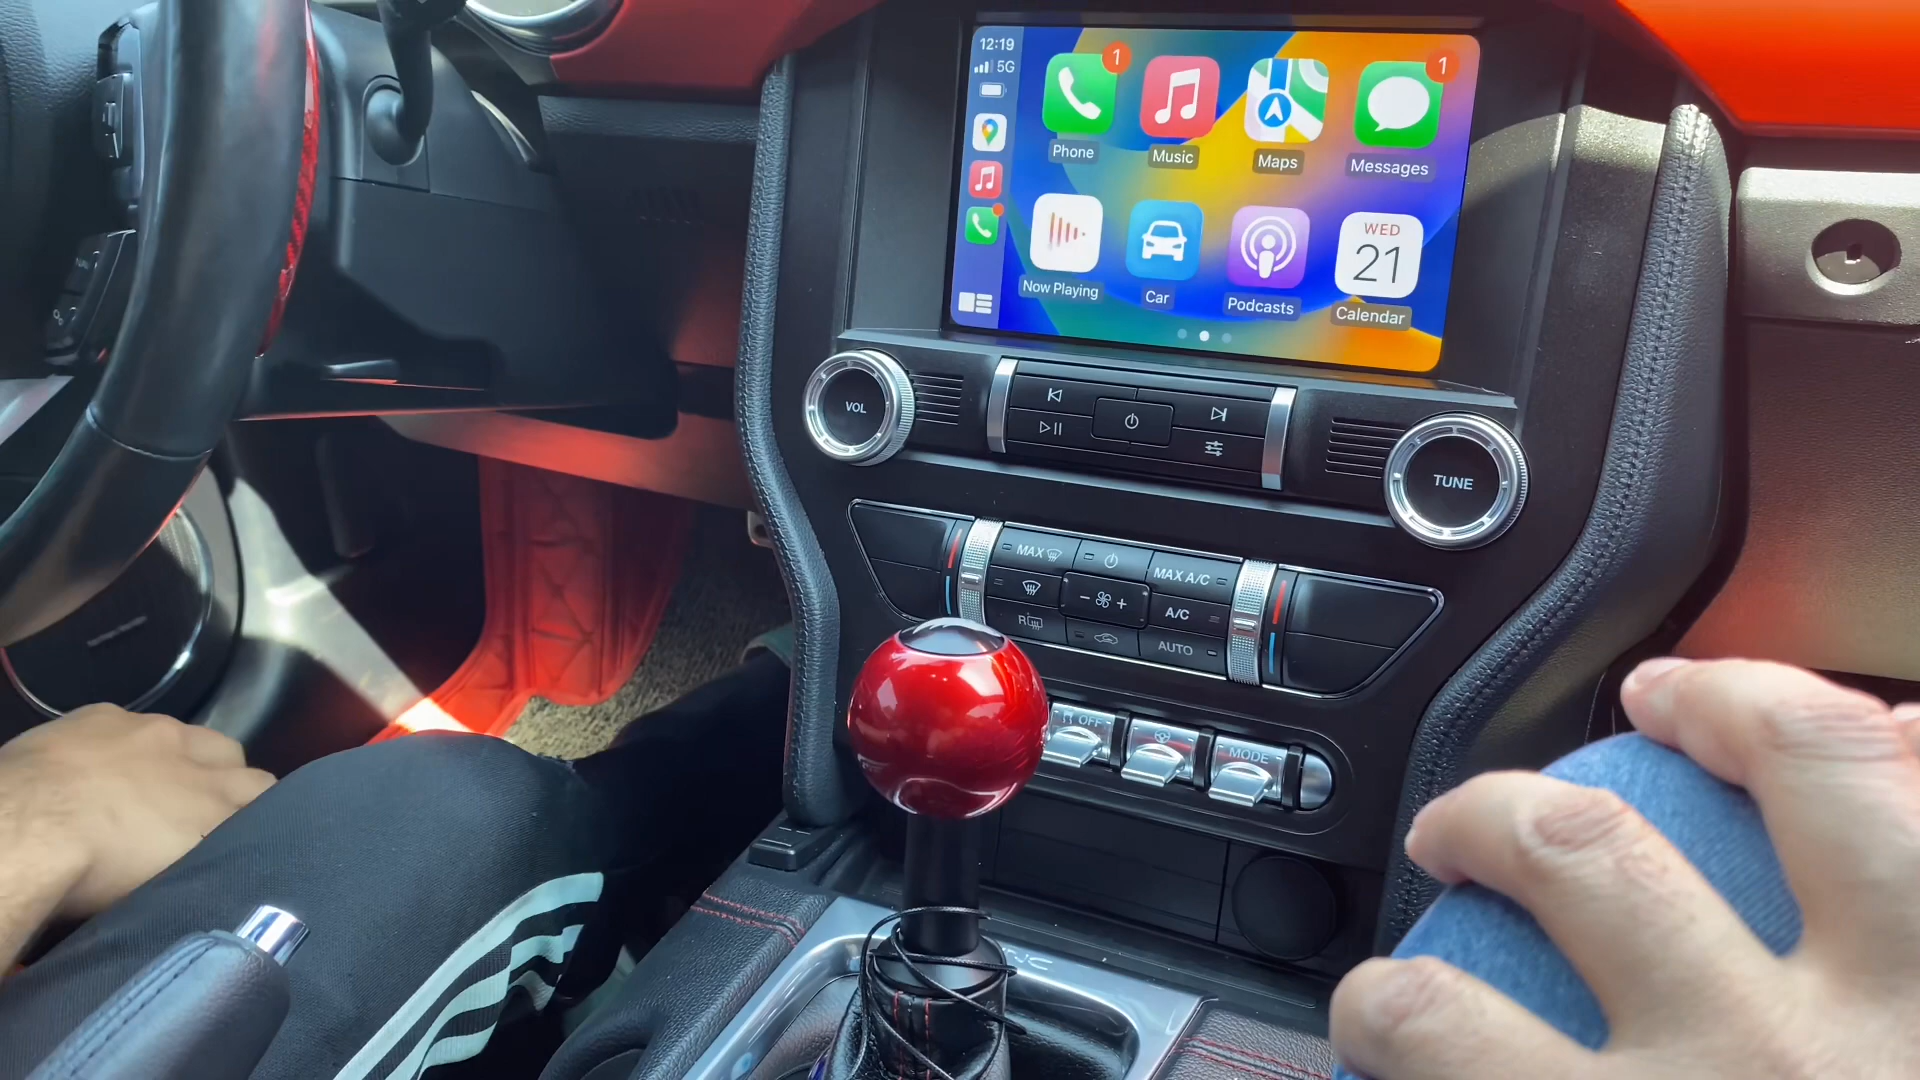 12:19
5G
1
1
Phone
Music
Maps
Messages
WED
21
Now Playing
Car
Podcasts
Calendar
VOL
TUNE
MAX
MAX A/C
A/C
R
AUTO
OFF
MODE